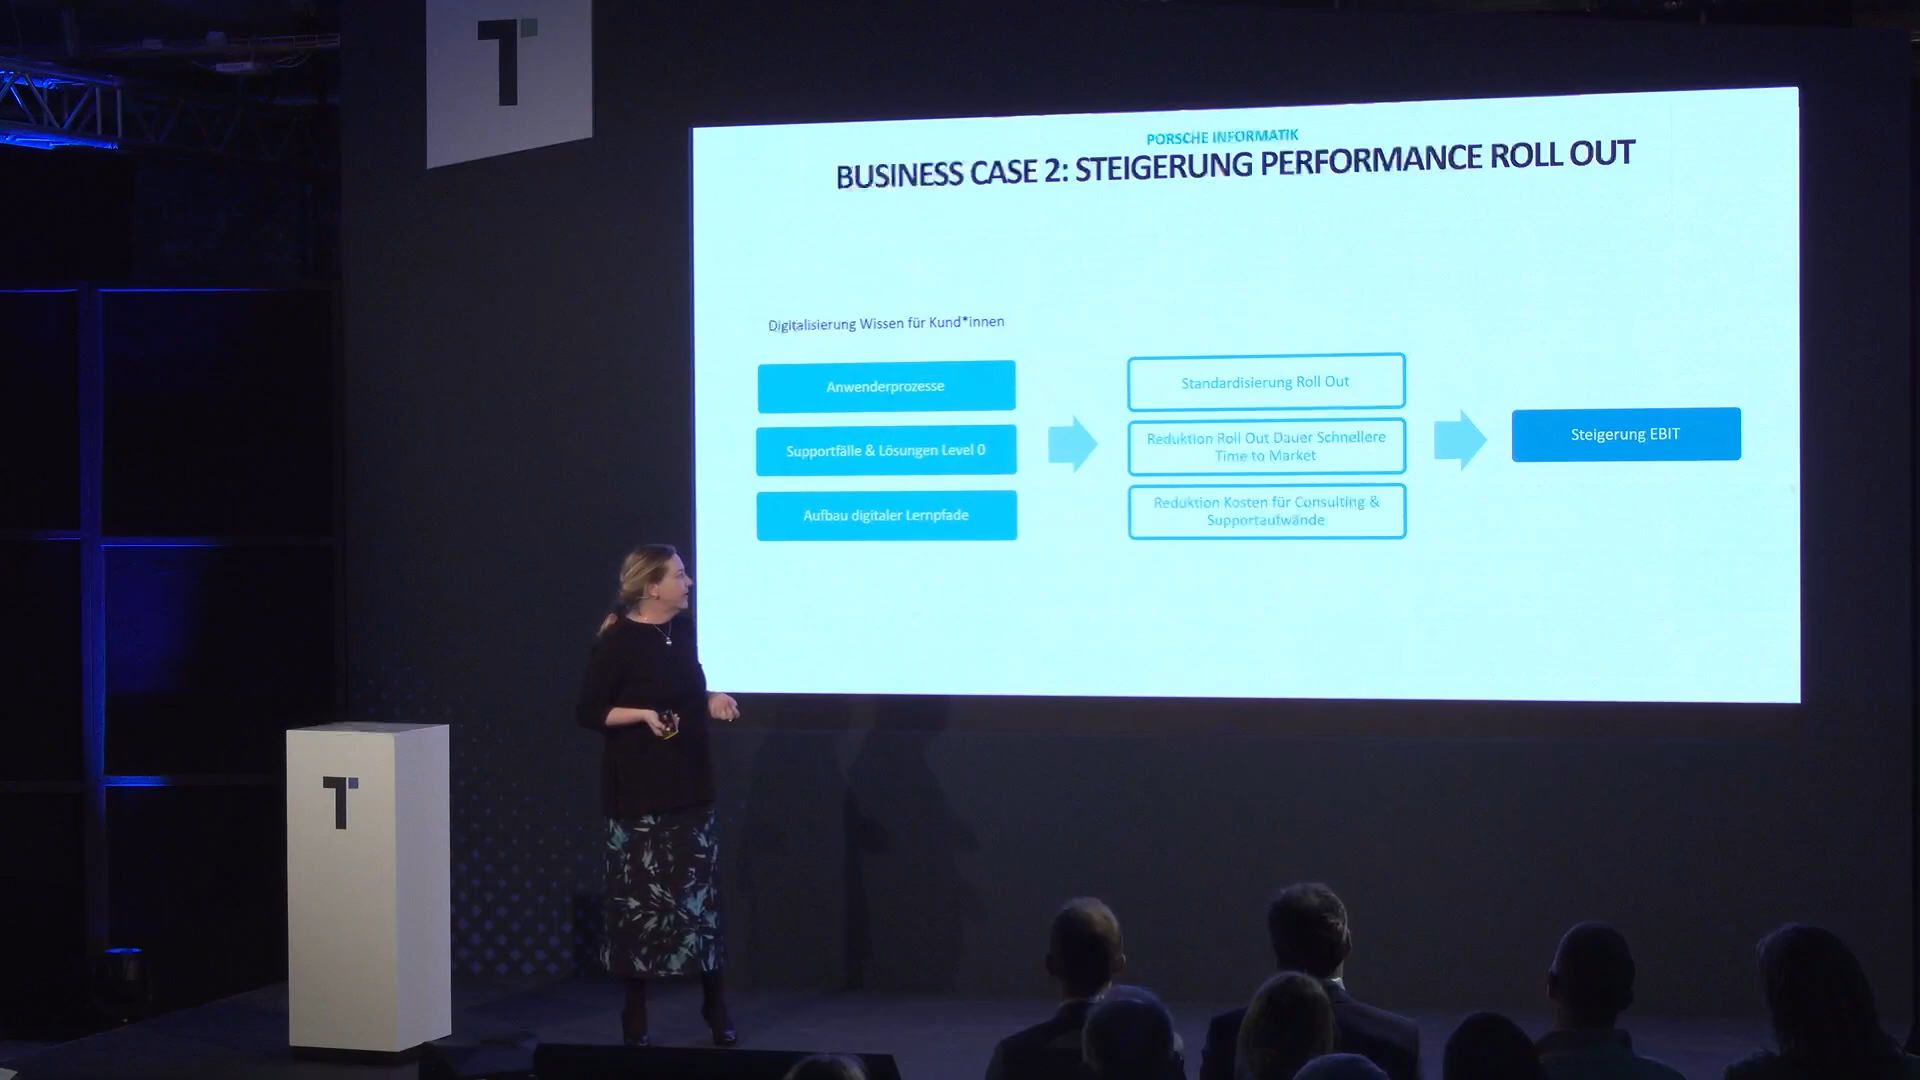 T
PORSCHE INFORMATIK
BUSINESS CASE 2: STEIGERUNG PERFORMANCE ROLL OUT
Digitalisierung Wissen für Kund*innen
Anwenderprozesse
Supportfälle & Lösungen Level 0
Aufbau digitaler Lernpfade
Standardisierung Roll Out
Reduktion Roll Out Dauer Schnellere
Time to Market
Reduktion Kosten für Consulting &
Supportaufwände
Steigerung EBIT
T